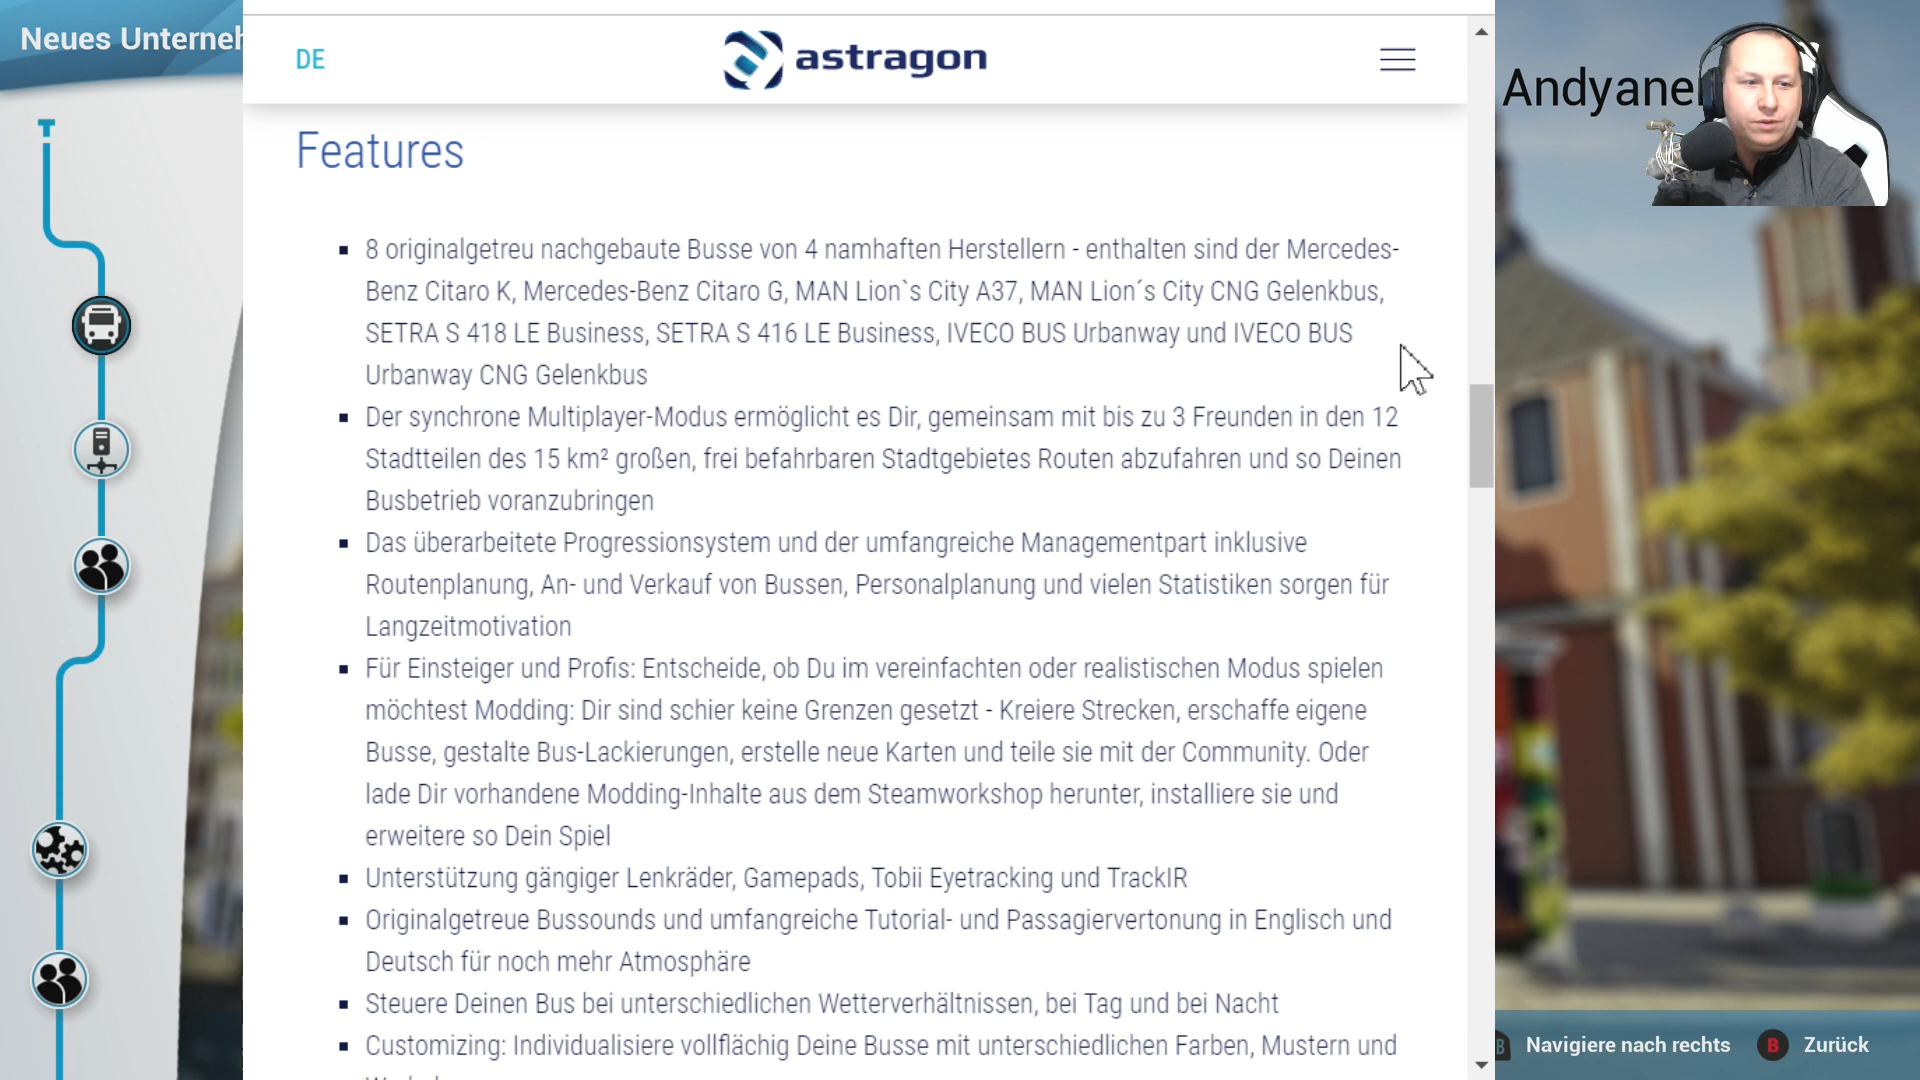 Neues Unterneh
DE
astragon
Andyane
Features
8 originalgetreu nachgebaute Busse von 4 namhaften Herstellern - enthalten sind der Mercedes-
Benz Citaro K, Mercedes-Benz Citaro G, MAN Lion`s City A37, MAN Lion´s City CNG Gelenkbus,
SETRA S 418 LE Business, SETRA S 416 LE Business, IVECO BUS Urbanway und IVECO BUS
Urbanway CNG Gelenkbus
Der synchrone Multiplayer-Modus ermöglicht es Dir, gemeinsam mit bis zu 3 Freunden in den 12
Stadtteilen des 15 km² großen, frei befahrbaren Stadtgebietes Routen abzufahren und so Deinen
Busbetrieb voranzubringen
Das überarbeitete Progressionsystem und der umfangreiche Managementpart inklusive
Routenplanung, An- und Verkauf von Bussen, Personalplanung und vielen Statistiken sorgen für
Langzeitmotivation
Für Einsteiger und Profis: Entscheide, ob Du im vereinfachten oder realistischen Modus spielen
möchtest Modding: Dir sind schier keine Grenzen gesetzt - Kreiere Strecken, erschaffe eigene
Busse, gestalte Bus-Lackierungen, erstelle neue Karten und teile sie mit der Community. Oder
lade Dir vorhandene Modding-Inhalte aus dem Steamworkshop herunter, installiere sie und
erweitere so Dein Spiel
Unterstützung gängiger Lenkräder, Gamepads, Tobii Eyetracking und TrackIR
Originalgetreue Bussounds und umfangreiche Tutorial- und Passagiervertonung in Englisch und
Deutsch für noch mehr Atmosphäre
Steuere Deinen Bus bei unterschiedlichen Wetterverhältnissen, bei Tag und bei Nacht
Customizing: Individualisiere vollflächig Deine Busse mit unterschiedlichen Farben, Mustern und
B Navigiere nach rechts B Zurück